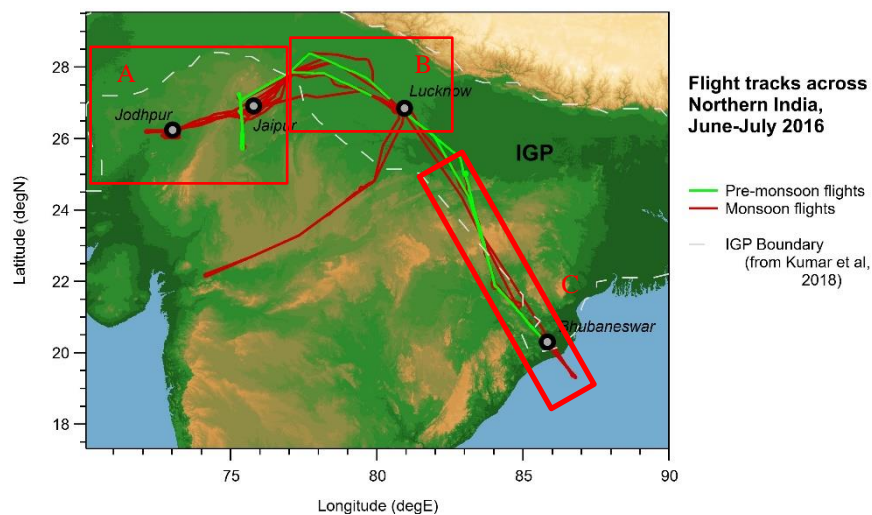 28
26
24
22
20
18
Latitude (degN)
75
80
85
90
Longitude (degE)
A
B
C
Jodhpur
Jaipur
Lucknow
IGP
Bhubaneswar
Flight tracks across
Northern India,
June-July 2016
Pre-monsoon flights
Monsoon flights
IGP Boundary
(from Kumar et al,
2018)